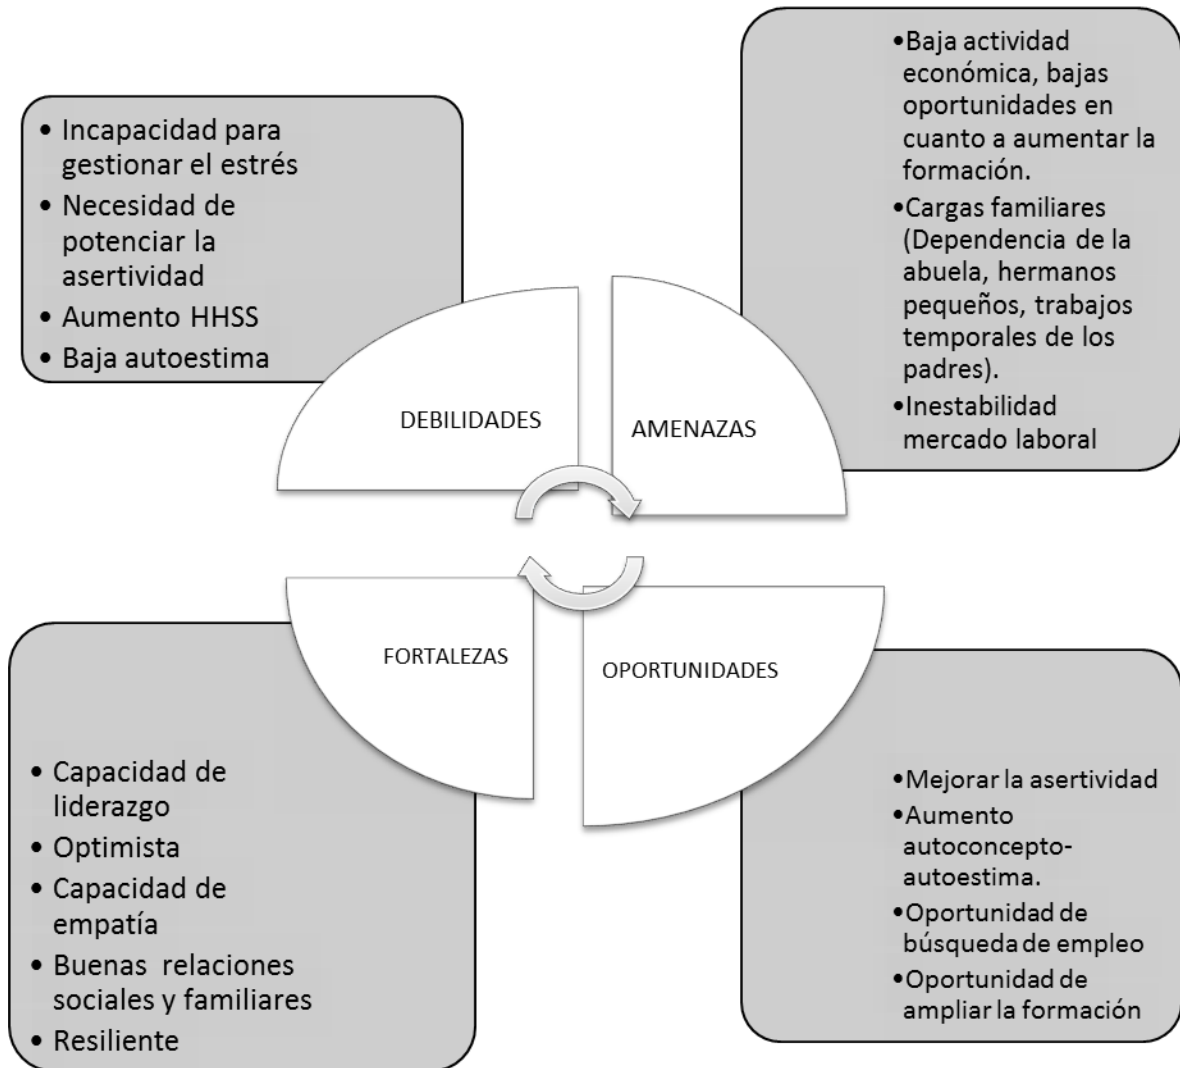 • Incapacidad para
gestionar el estrés
• Necesidad de
potenciar la
asertividad
• Aumento HHSS
• Baja autoestima
DEBILIDADES
•Baja actividad
económica, bajas
oportunidades en
cuanto a aumentar la
formación.
•Cargas familiares
(Dependencia de la
abuela, hermanos
pequeños, trabajos
temporales de los
padres).
•Inestabilidad
mercado laboral
AMENAZAS
FORTALEZAS
• Capacidad de
liderazgo
• Optimista
• Capacidad de
empatía
• Buenas relaciones
sociales y familiares
• Resiliente
OPORTUNIDADES
•Mejorar la asertividad
•Aumento
autoconcepto-
autoestima.
•Oportunidad de
búsqueda de empleo
•Oportunidad de
ampliar la formación